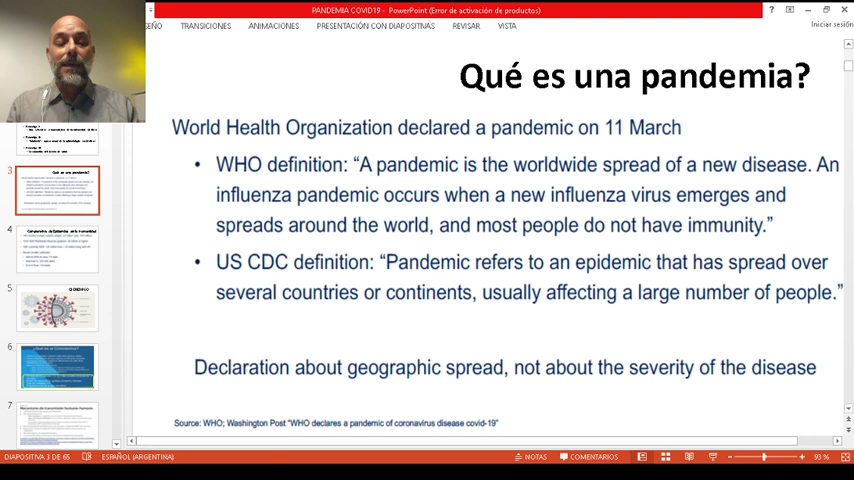 PANDEMIA COVID19 - PowerPoint (Error de activación de productos)
Iniciar sesión
SEÑO TRANSICIONES ANIMACIONES PRESENTACIÓN CON DIAPOSITIVAS REVISAR VISTA
Qué es una pandemia?
World Health Organization declared a pandemic on 11 March
• WHO definition: “A pandemic is the worldwide spread of a new disease. An
influenza pandemic occurs when a new influenza virus emerges and
spreads around the world, and most people do not have immunity.”
• US CDC definition: “Pandemic refers to an epidemic that has spread over
several countries or continents, usually affecting a large number of people.”
Declaration about geographic spread, not about the severity of the disease
Source: WHO; Washington Post “WHO declares a pandemic of coronavirus disease covid-19”
3
Qué es una pandemia?
4
5
6
7
DIAPOSITIVA 3 DE 65 ESPAÑOL (ARGENTINA) NOTAS COMENTARIOS 93 %